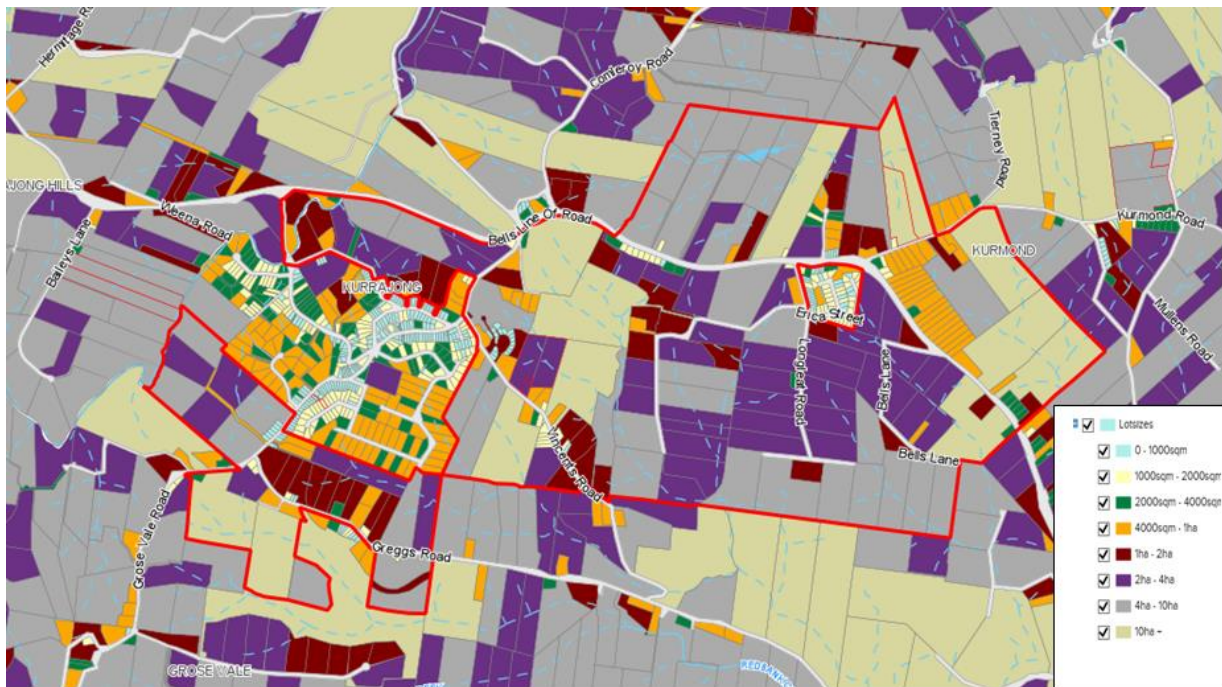 Hermitage R
Comleroy Road
Tierney Road
AJONG HILLS
Weena Road
Bells Line Of Road
Kurmond Road
KURMOND
Baileys Lane
KURRAJONG
Erica Street
Mullens Road
Longleat Road
Bells Lane
Vincents Road
Bells Lane
Grose Vale Road
Greggs Road
GROSE VALE
Lotsizes
0 - 1000sqm
1000sqm - 2000sqm
2000sqm - 4000sqm
4000sqm - 1ha
1ha - 2ha
2ha - 4ha
4ha - 10ha
10ha +